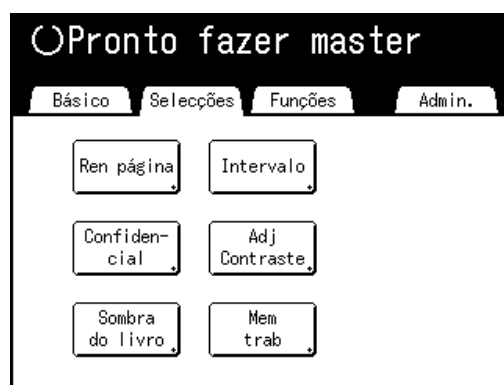 Pronto fazer master
Básico Selecções Funções Admin.
Ren página Intervalo
Confiden-
cial
Adj
Contraste
Sombra
do livro
Mem
trab